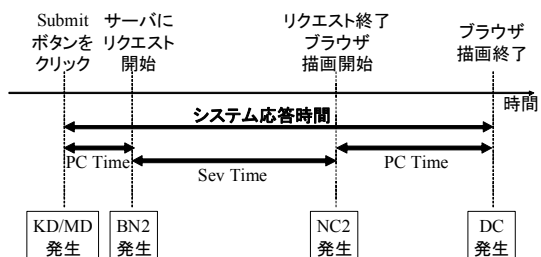 Submit
ボタンを
クリック
サーバに
リクエスト
開始
リクエスト終了
ブラウザ
描画開始
ブラウザ
描画終了
時間
システム応答時間
PC Time
PC Time
Sev Time
KD/MD
発生
BN2
発生
NC2
発生
DC
発生